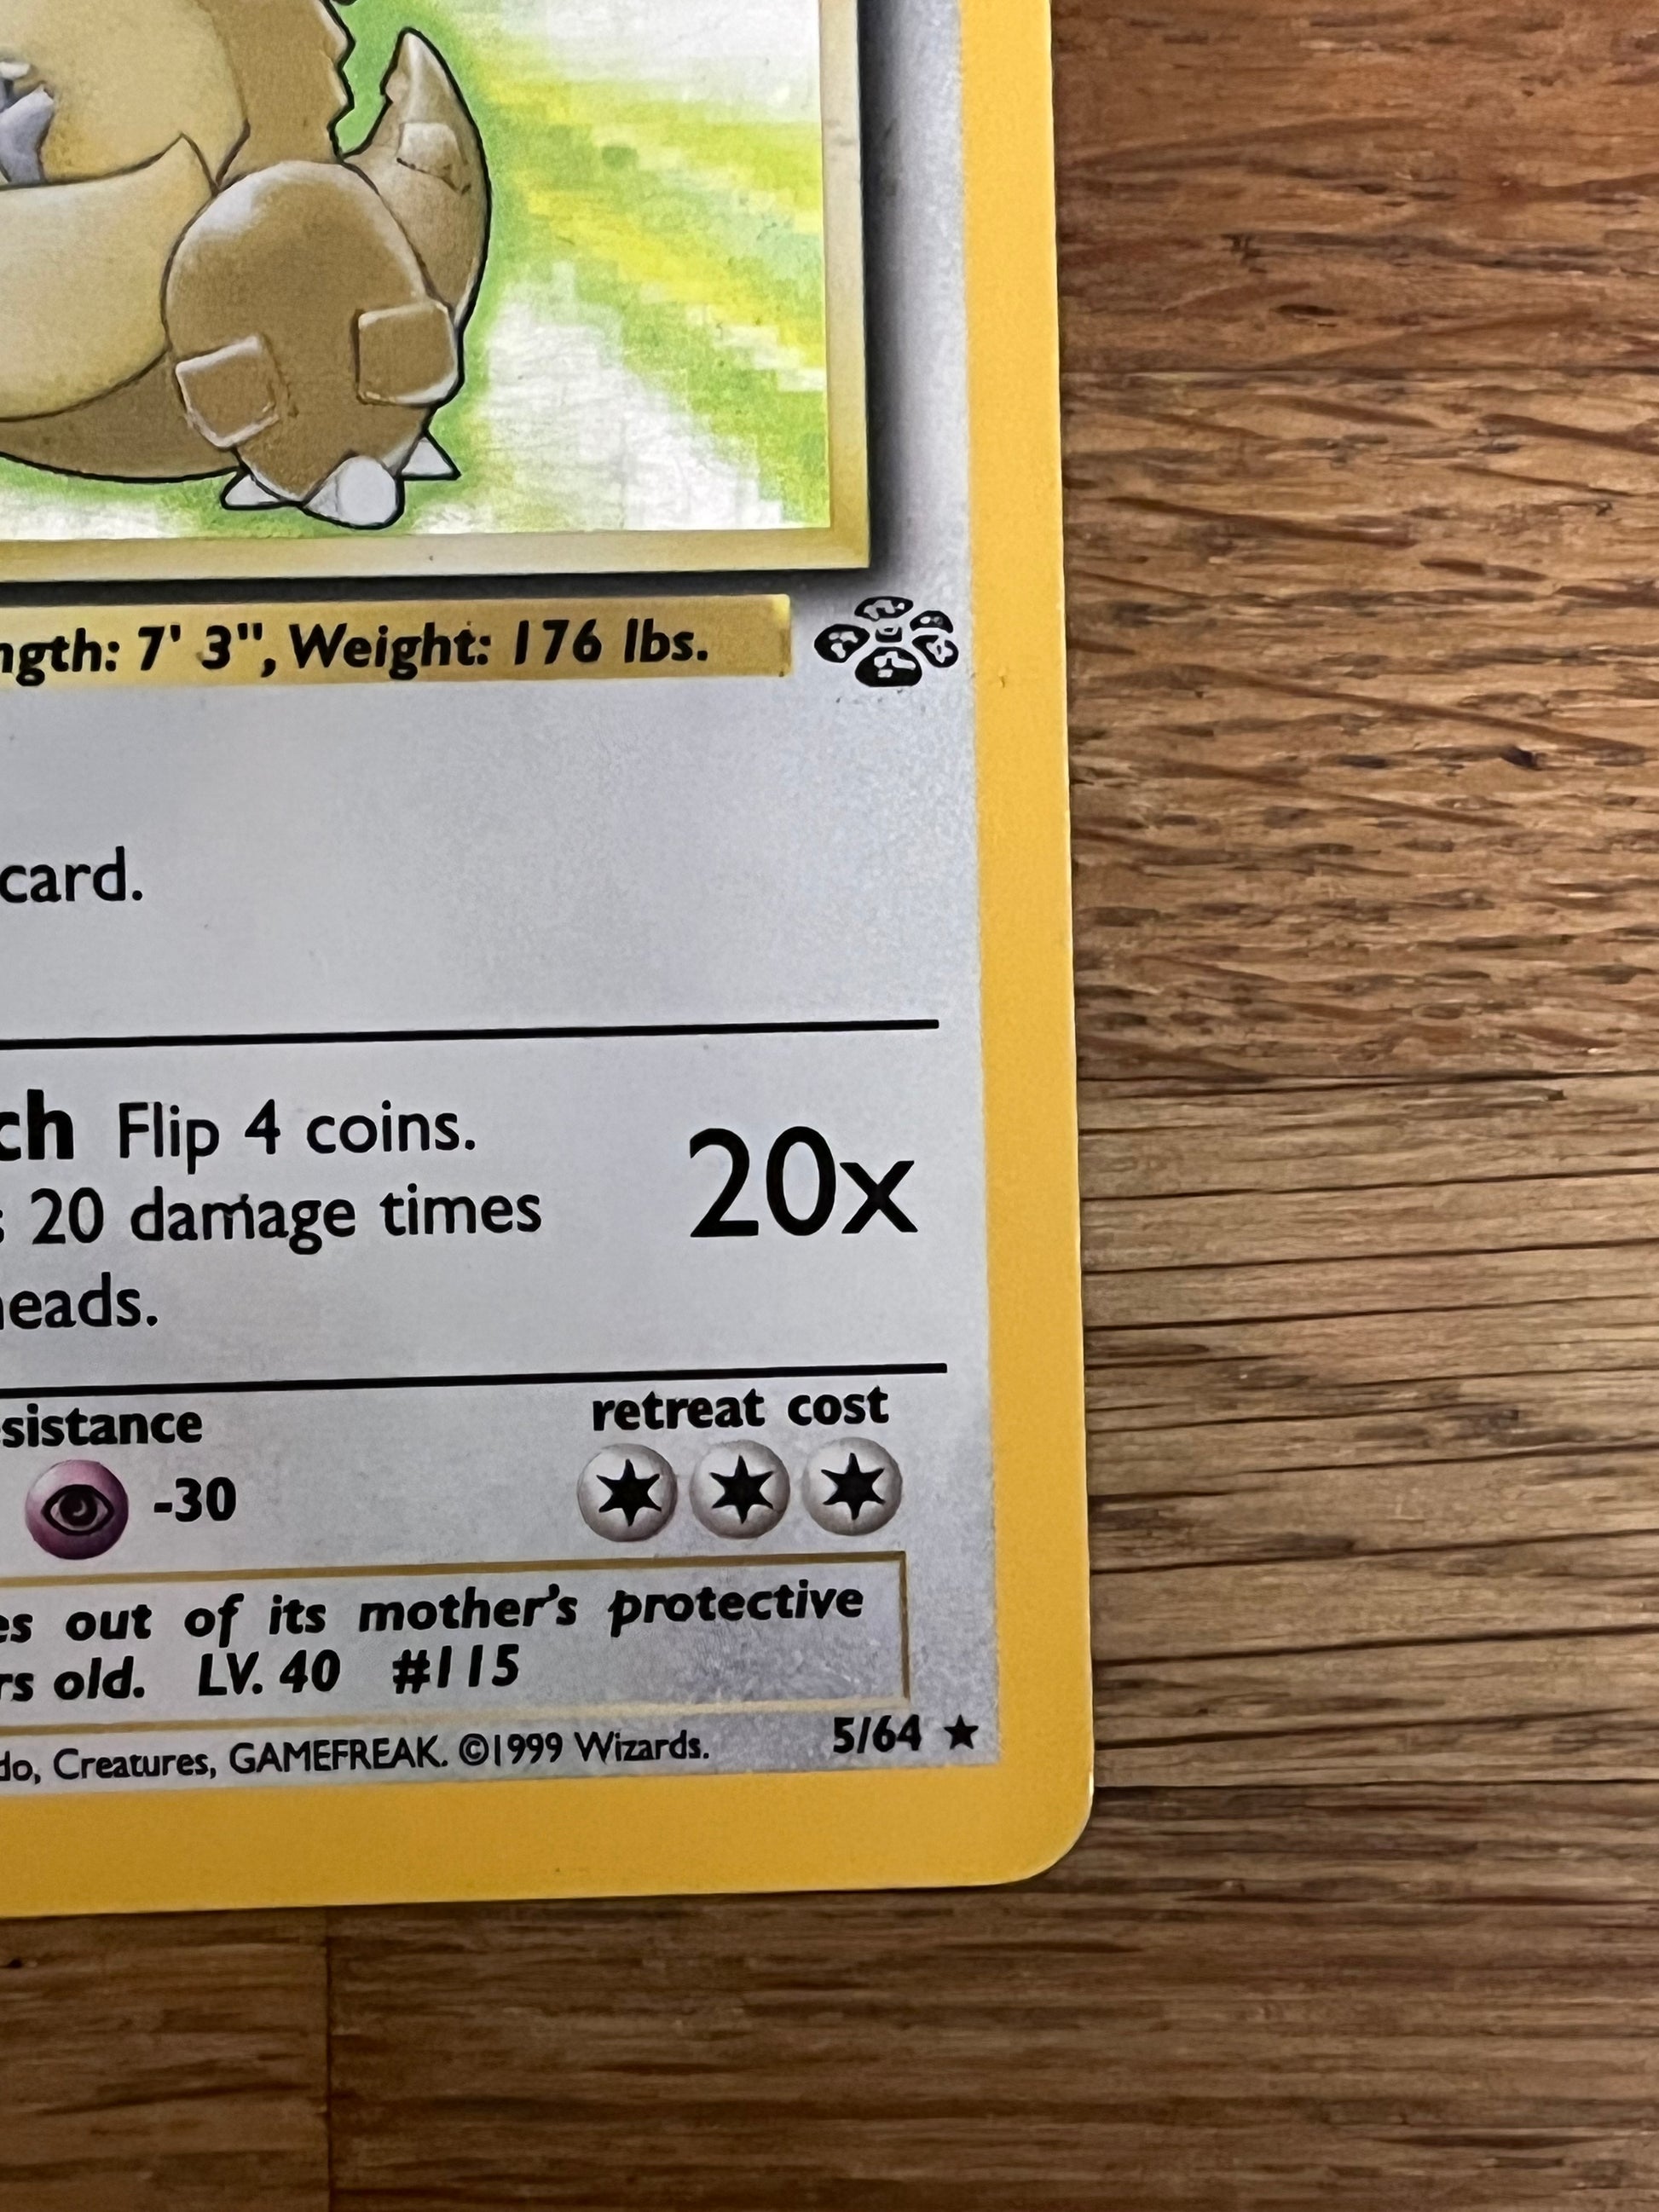 ngth: 7' 3", Weight: 176 lbs.
card.
ch Flip 4 coins.
20 damage times
20x
heads.
sistance
retreat cost
-30
es out of its mother's protective
rs old. LV. 40 #115
do, Creatures, GAMEFREAK. ©1999 Wizards. 5/64 ★